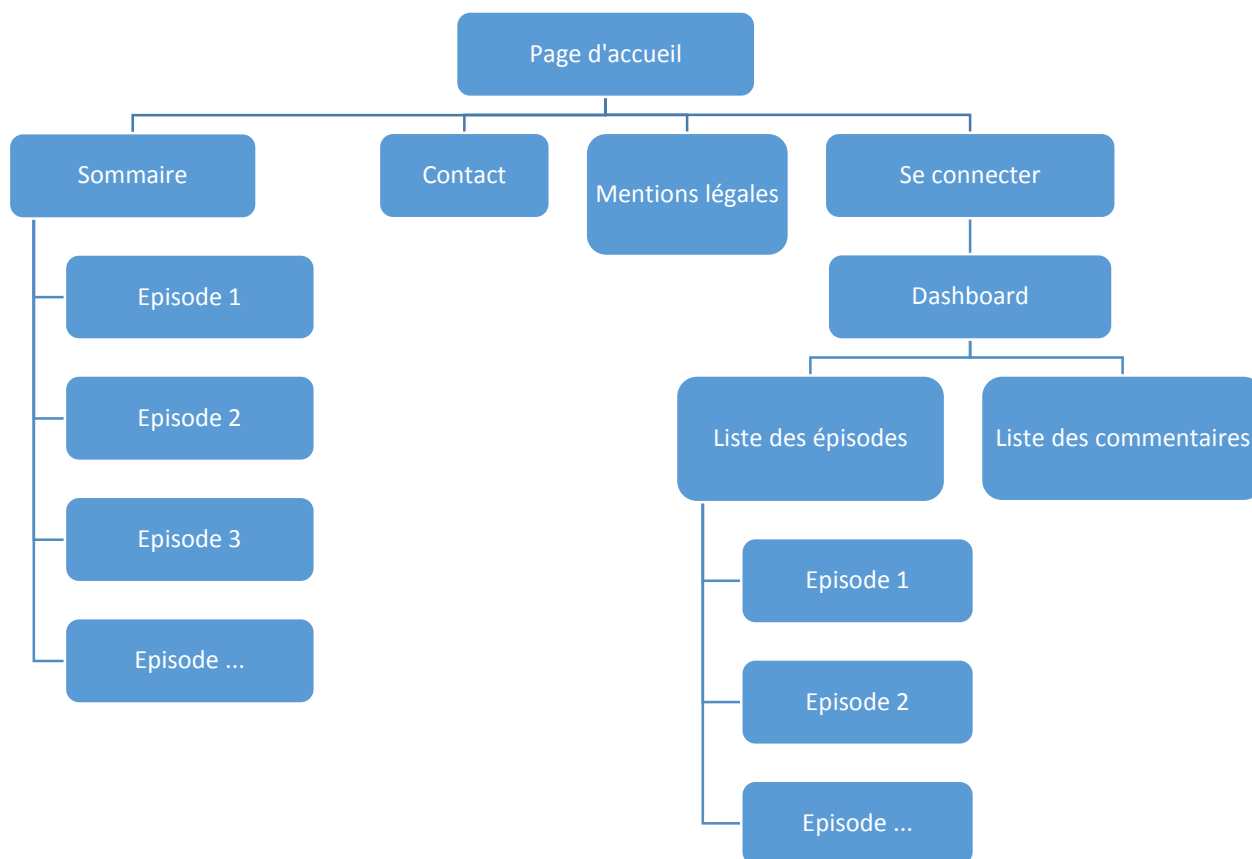 Page d'accueil
Sommaire
Contact
Mentions légales
Se connecter
Episode 1
Episode 2
Episode 3
Episode ...
Dashboard
Liste des épisodes
Liste des commentaires
Episode 1
Episode 2
Episode ...